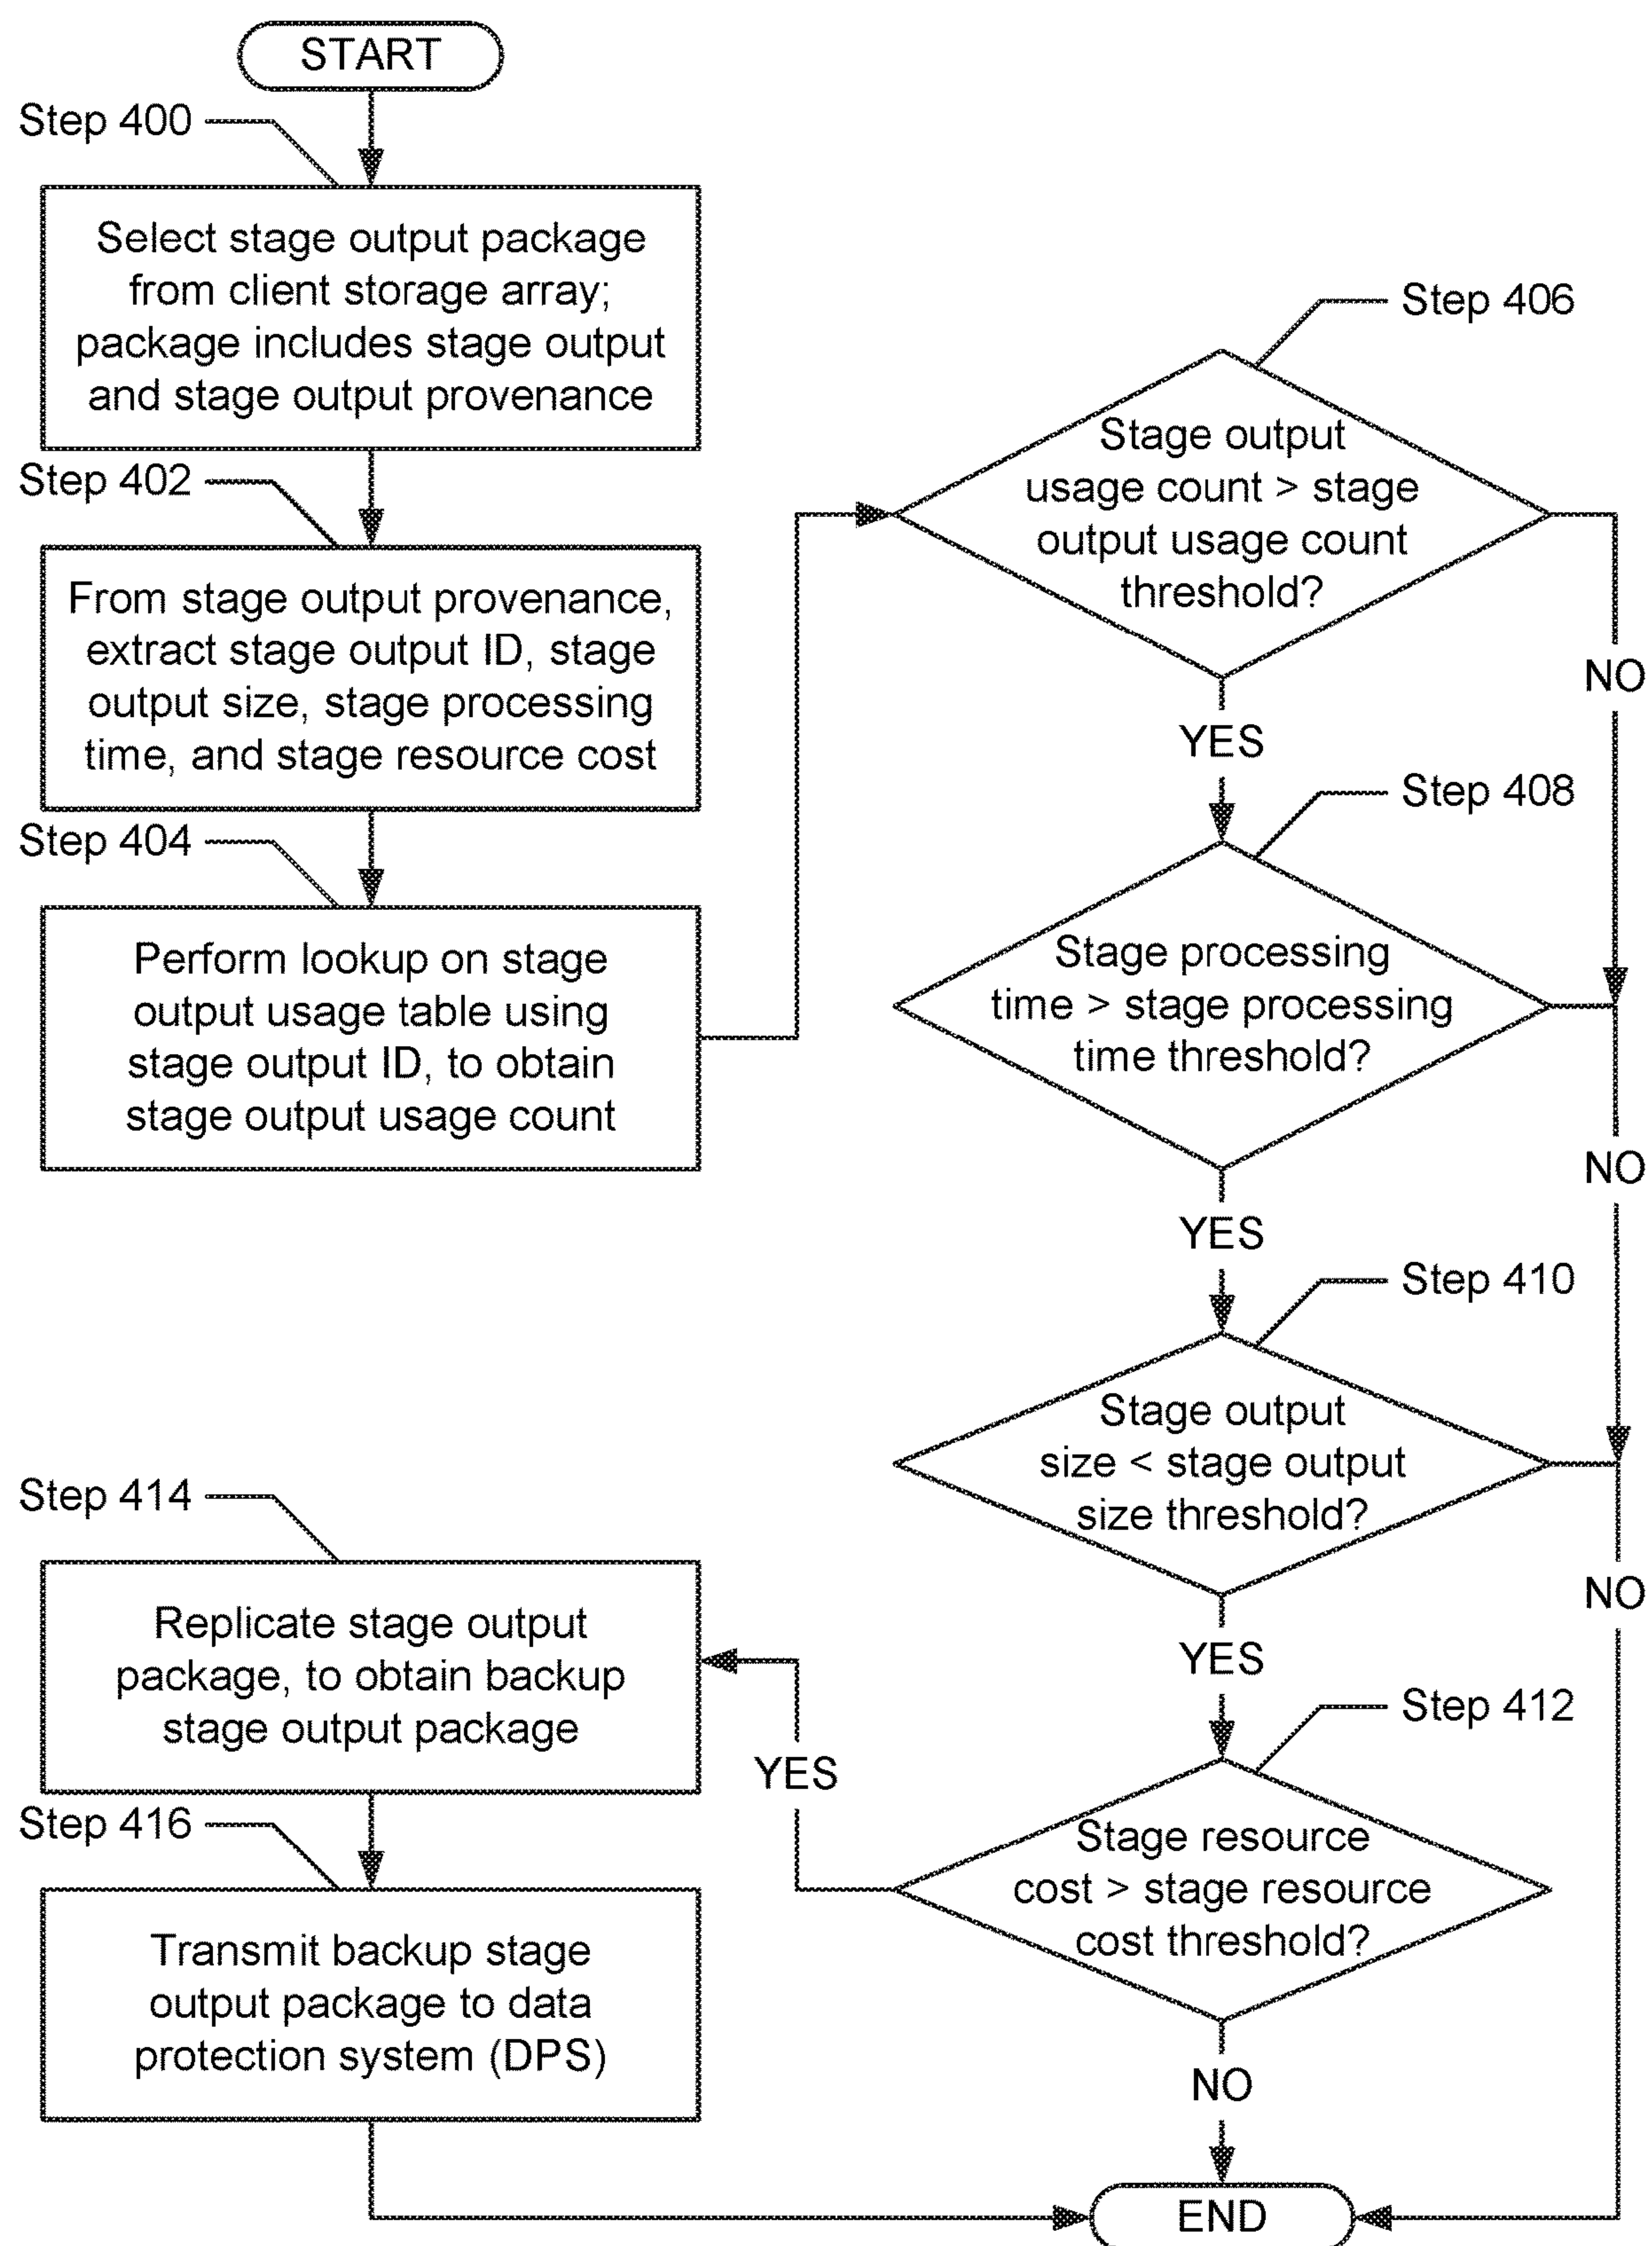 START
Step 400
Select stage output package
from client storage array;
package includes stage output
and stage output provenance
Step 402
From stage output provenance,
extract stage output ID, stage
output size, stage processing
time, and stage resource cost
Step 404
Perform lookup on stage
output usage table using
stage output ID, to obtain
stage output usage count
Step 406
Stage output
usage count > stage
output usage count
threshold?
NO
YES
Step 408
Stage processing
time > stage processing
time threshold?
NO
YES
Step 410
Stage output
size < stage output
size threshold?
NO
YES
Step 412
Stage resource
cost > stage resource
cost threshold?
YES
NO
Step 414
Replicate stage output
package, to obtain backup
stage output package
Step 416
Transmit backup stage
output package to data
protection system (DPS)
END